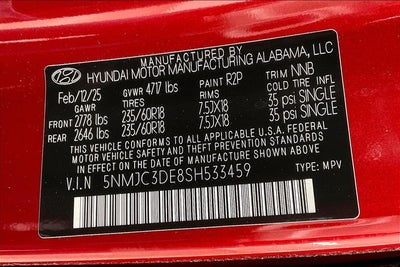 HYUNDAI MOTOR MANUFACTURING ALABAMA, LLC
Feb/12/25 GVWR 4717 lbs PAINT R2P TRIM NNB
TIRES RIMS COLD TIRE INFL
FRONT 2778 lbs 235/60R18 7.5JX18 35 psi SINGLE
REAR 2646 lbs 235/60R18 7.5JX18 35 psi SINGLE
THIS VEHICLE CONFORMS TO ALL APPLICABLE FEDERAL
MOTOR VEHICLE SAFETY AND THEFT PREVENTION STANDARDS
IN EFFECT ON THE DATE OF MANUFACTURE SHOWN ABOVE
V.I.N 5NMJC3DE8SH533459 TYPE: MPV